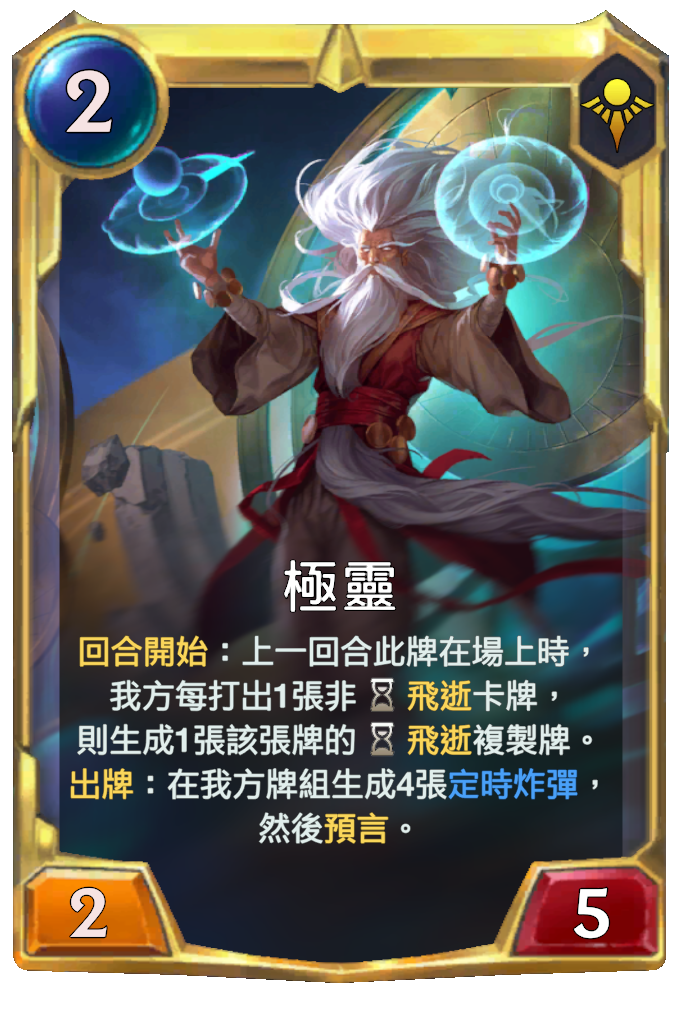 2
極靈
回合開始：上一回合此牌在場上時，
我方每打出1張非 飛逝卡牌，
則生成1張該張牌的 飛逝複製牌。
出牌：在我方牌組生成4張定時炸彈，
然後預言。
2
5